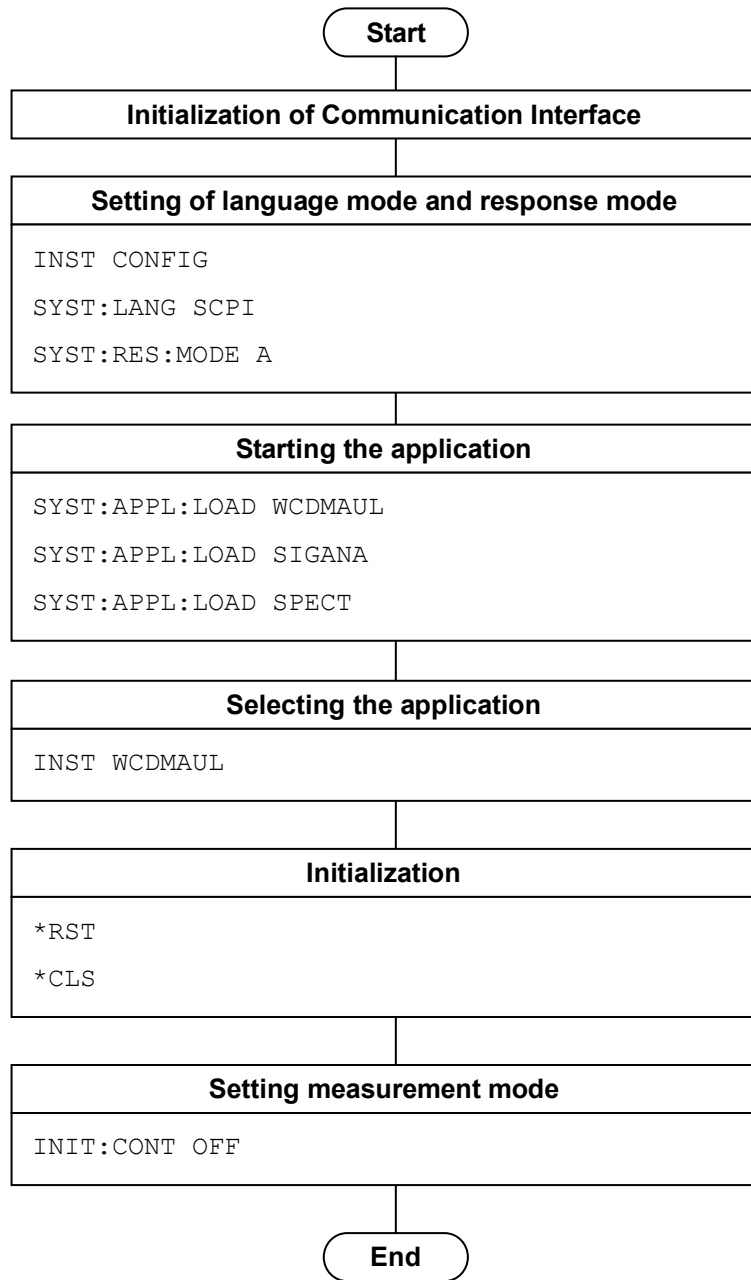 Start
Initialization of Communication Interface
Setting of language mode and response mode
INST CONFIG
SYST:LANG SCPI
SYST:RES:MODE A
Starting the application
SYST:APPL:LOAD WCDMAUL
SYST:APPL:LOAD SIGANA
SYST:APPL:LOAD SPECT
Selecting the application
INST WCDMAUL
Initialization
*RST
*CLS
Setting measurement mode
INIT:CONT OFF
End